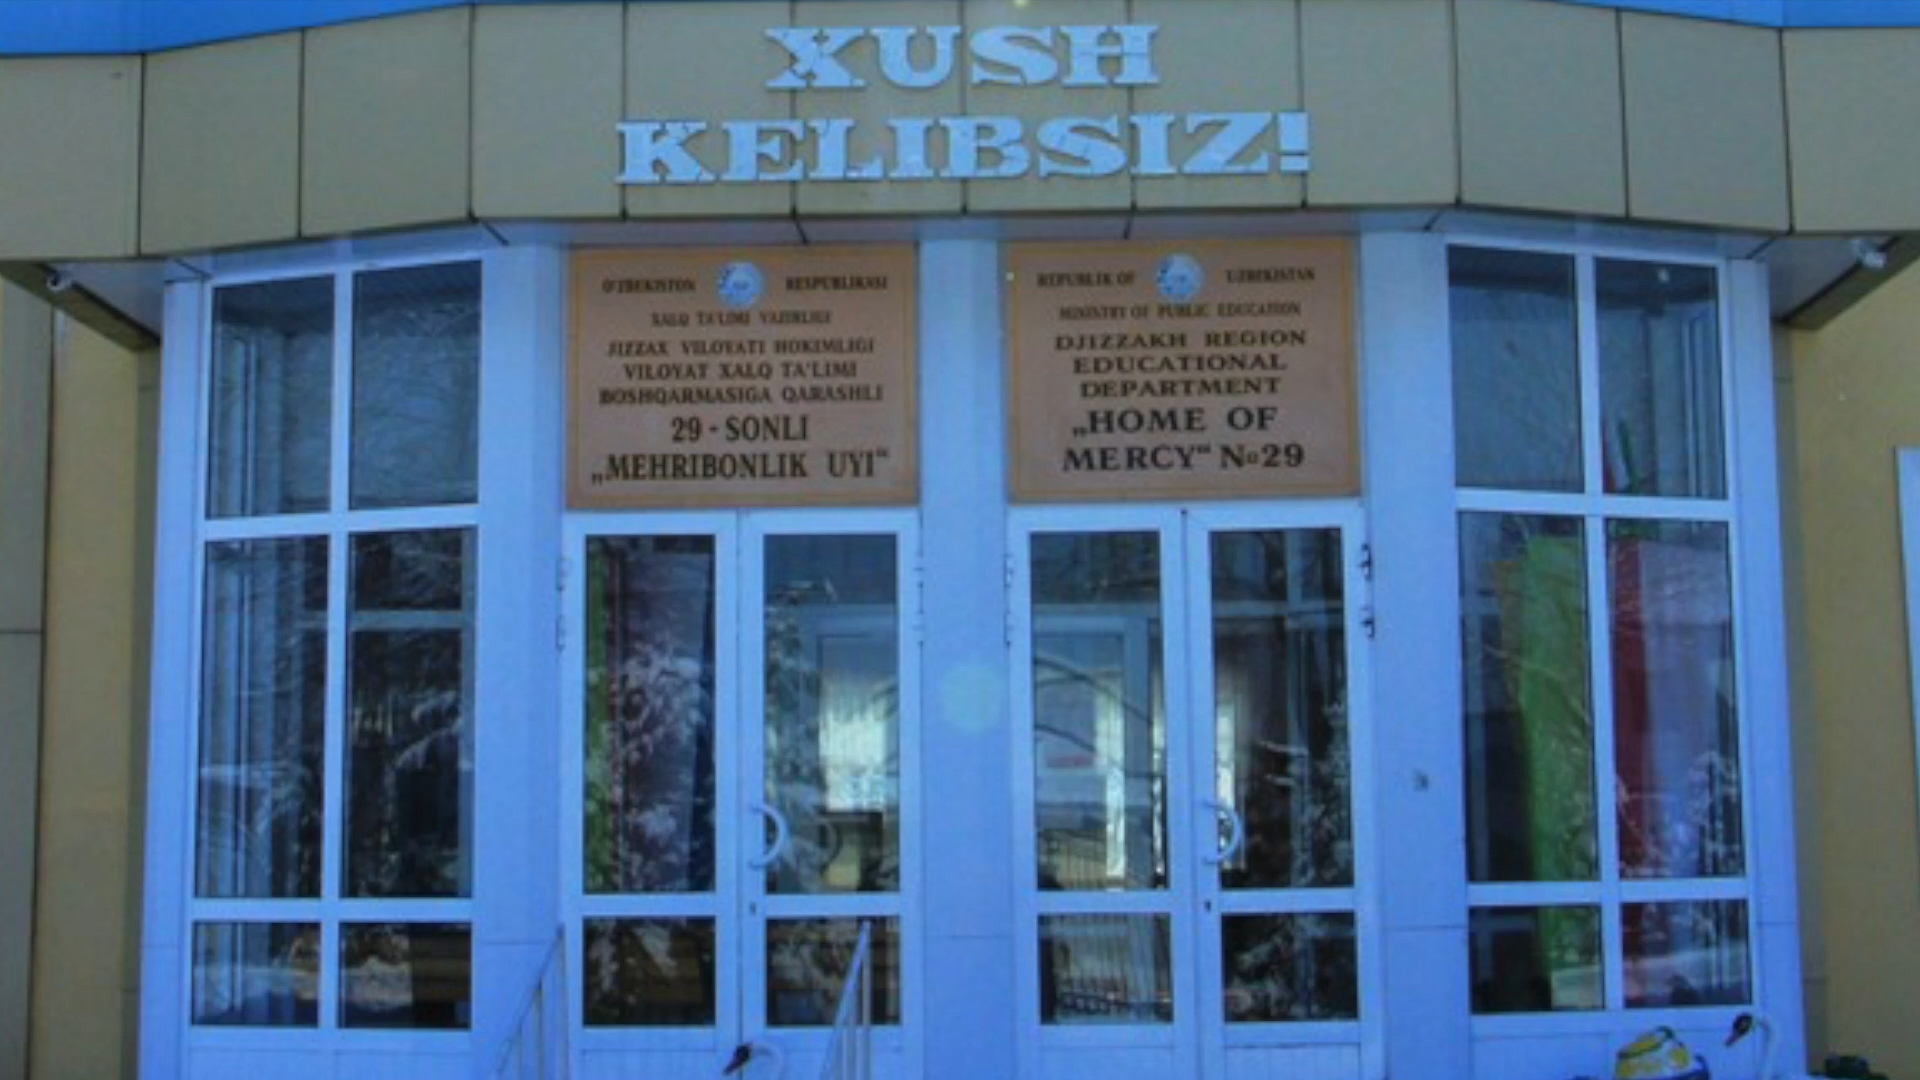 XUSH
KELIBSIZ!
O'ZBEKISTON RESPUBLIKASI
XALQ TA'LIMI VAZIRLIGI
JIZZAX VILOYATI HOKIMLIGI
VILOYAT XALQ TA'LIMI
BOSHQARMASIGA QARASHLI
29 - SONLI
„MEHRIBONLIK UYI“
REPUBLIK OF UZBEKISTAN
MINISTRY OF PUBLIC EDUCATION
DJIZZAKH REGION
EDUCATIONAL
DEPARTMENT
„HOME OF
MERCY“ №29